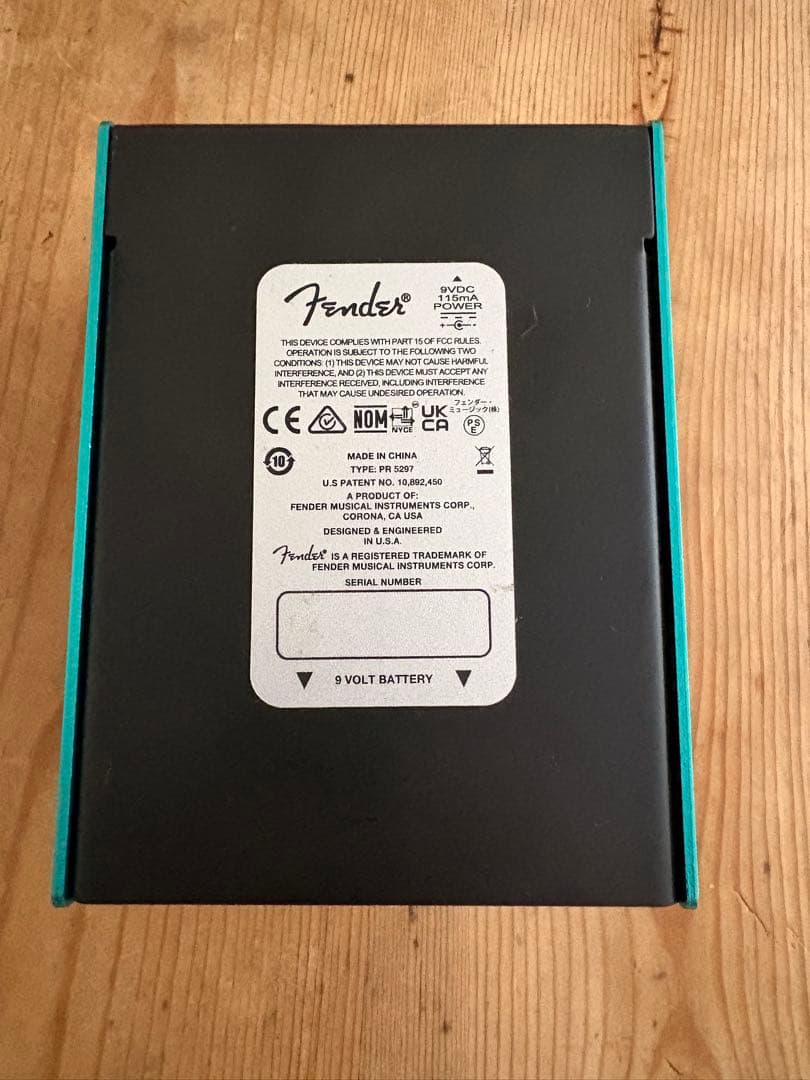 Fender®
9VDC
115mA
POWER
THIS DEVICE COMPLIES WITH PART 15 OF FCC RULES.
OPERATION IS SUBJECT TO THE FOLLOWING TWO
CONDITIONS: (1) THIS DEVICE MAY NOT CAUSE HARMFUL
INTERFERENCE, AND (2) THIS DEVICE MUST ACCEPT ANY
INTERFERENCE RECEIVED, INCLUDING INTERFERENCE
THAT MAY CAUSE UNDESIRED OPERATION.
CE
NOM
NYCE
UK
CA
フェンダー・
ミュージック(株)
PS
E
10
MADE IN CHINA
TYPE: PR 5297
U.S PATENT NO. 10,892,450
A PRODUCT OF:
FENDER MUSICAL INSTRUMENTS CORP.,
CORONA, CA USA
DESIGNED & ENGINEERED
IN U.S.A.
Fender® IS A REGISTERED TRADEMARK OF
FENDER MUSICAL INSTRUMENTS CORP.
SERIAL NUMBER
9 VOLT BATTERY